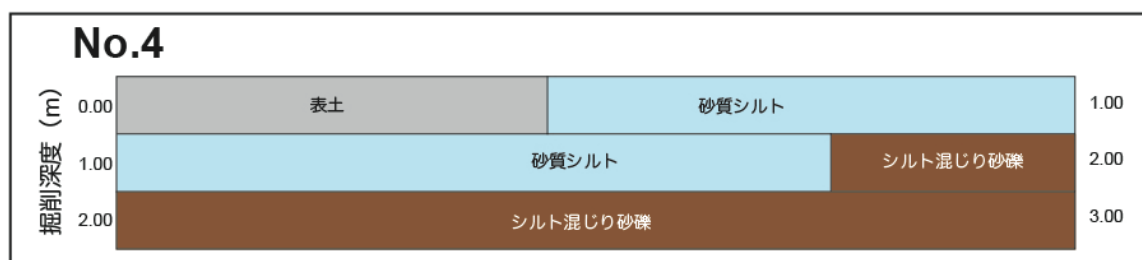 No.4
掘削深度（m）
0.00 表土 砂質シルト 1.00
1.00 砂質シルト シルト混じり砂礫 2.00
2.00 シルト混じり砂礫 3.00